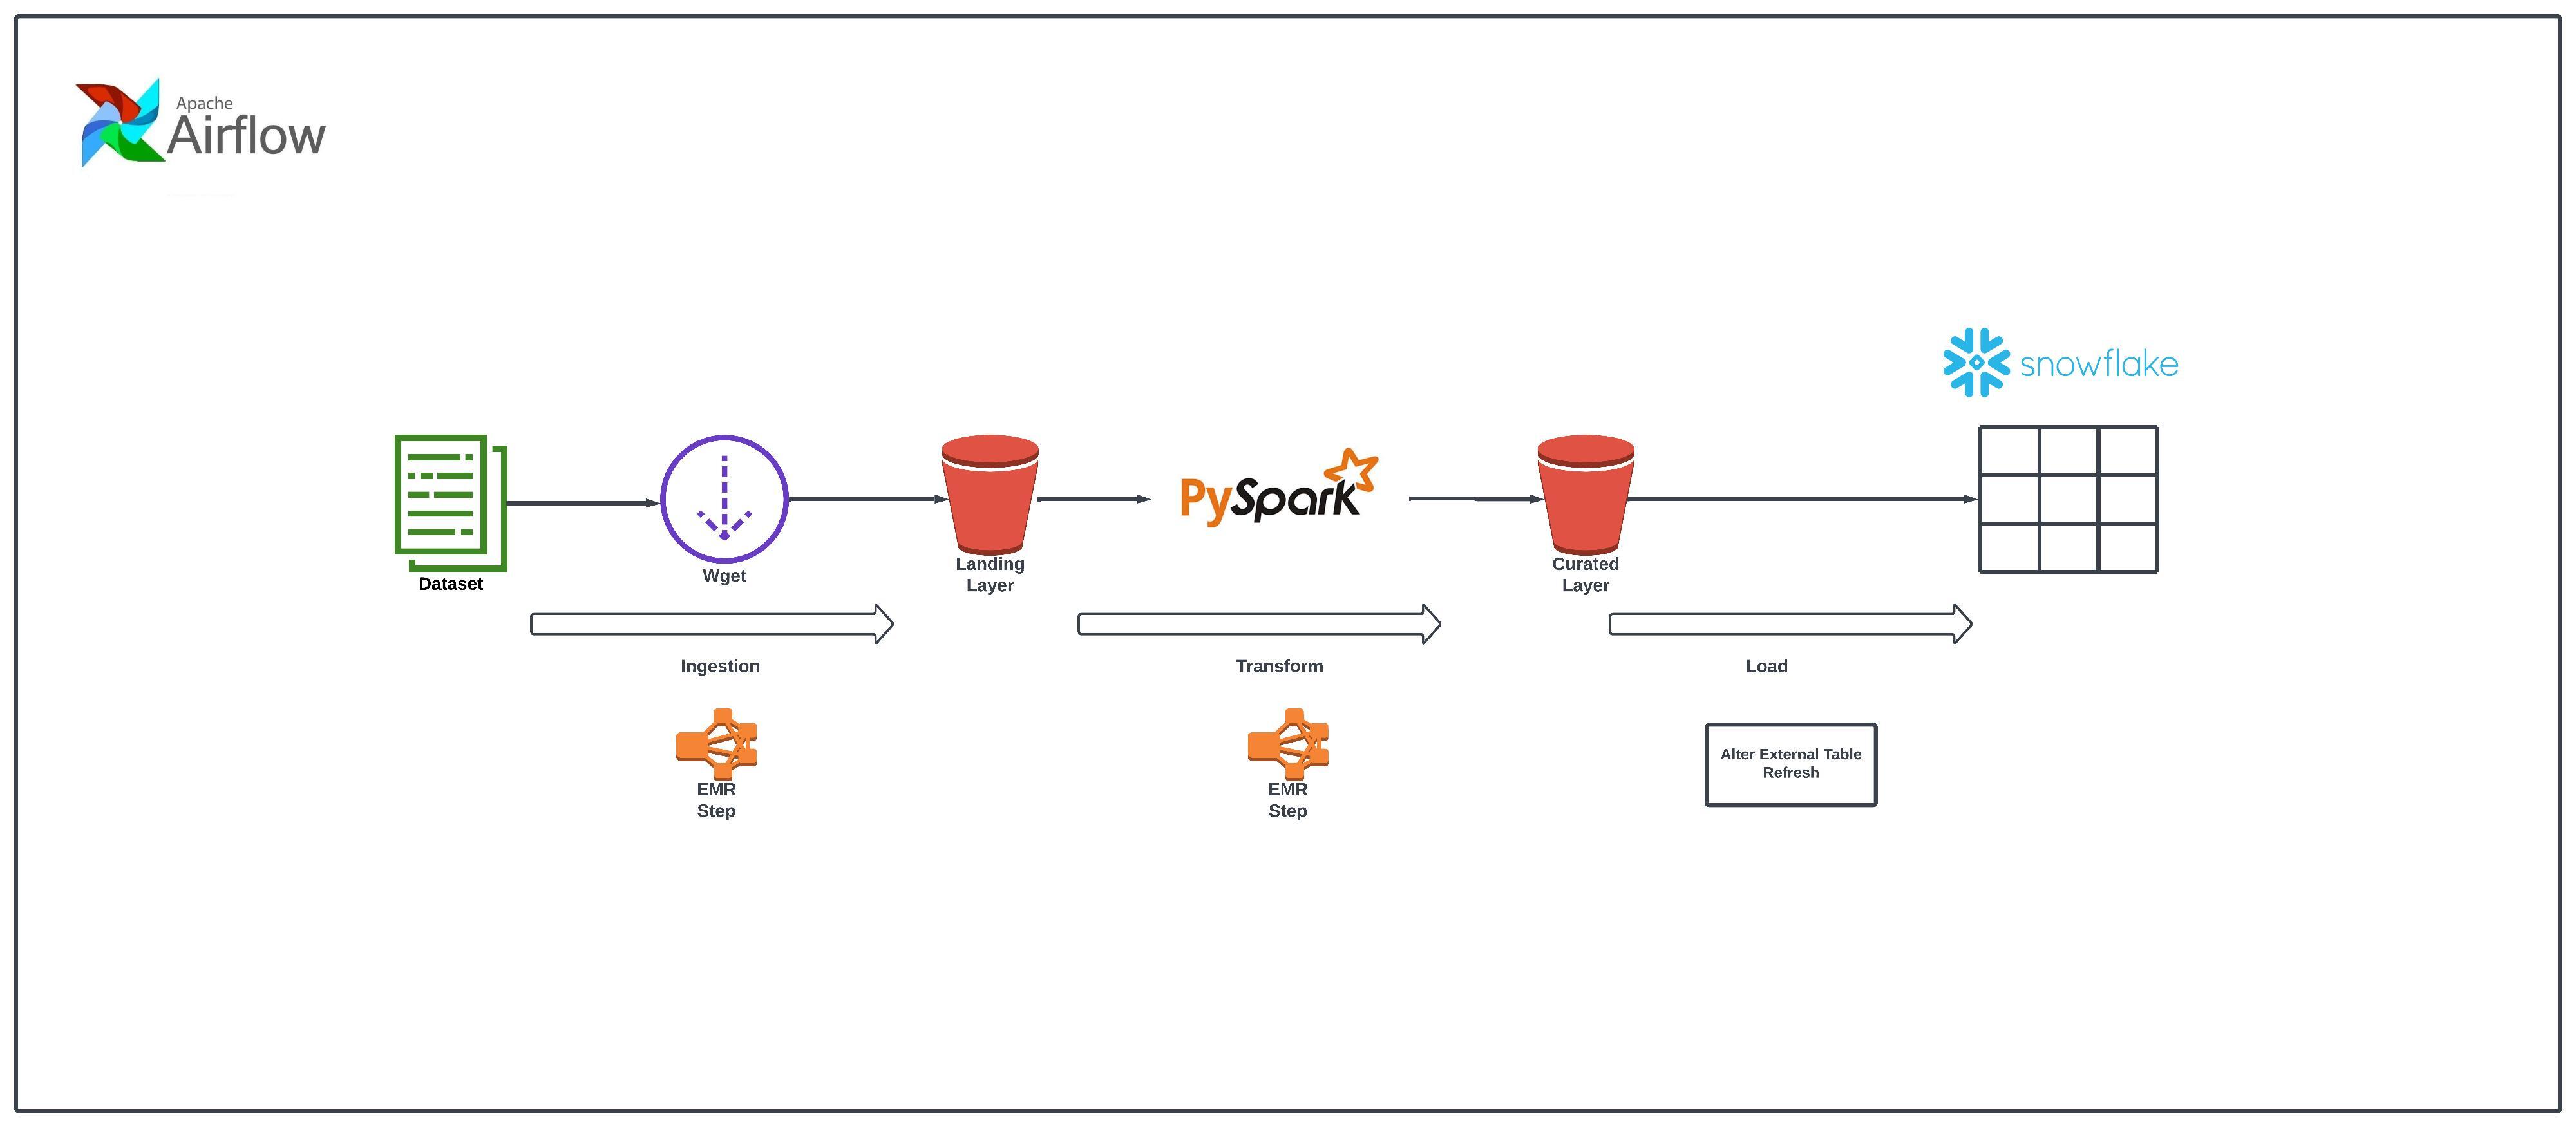 Apache
Airflow
snowflake
PySpark
Dataset
Wget
Landing
Layer
Curated
Layer
Ingestion
Transform
Load
EMR
Step
EMR
Step
Alter External Table
Refresh